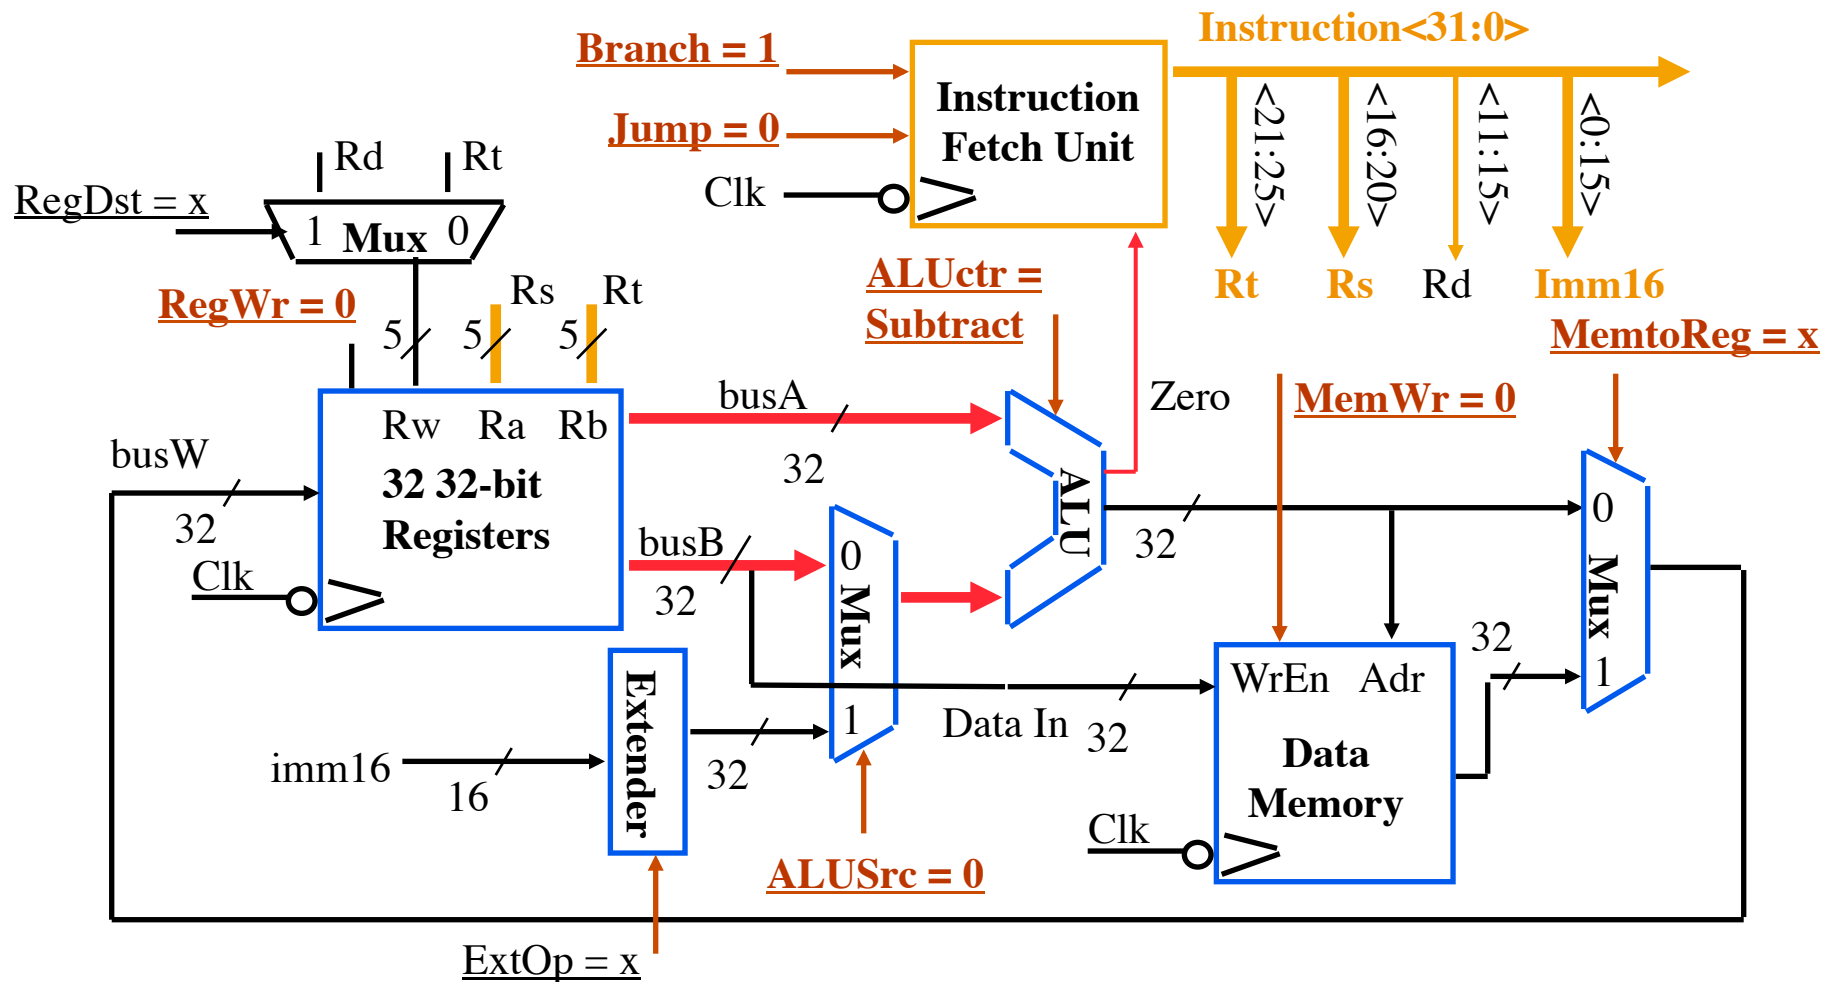 Instruction<31:0>
Branch = 1
Jump = 0
Clk
Instruction
Fetch Unit
<21:25>
<16:20>
<11:15>
<0:15>
Rt
Rs
Rd
Imm16
Rd
Rt
RegDst = x
1 Mux 0
RegWr = 0
5
5
Rs
5
Rt
ALUctr =
Subtract
MemtoReg = x
MemWr = 0
Zero
busA
32
busW
32
Rw Ra Rb
32 32-bit
Registers
Clk
busB
32
0
Mux
1
ALU
32
0
Mux
1
imm16
16
Extender
32
Data In
32
WrEn Adr
Data
Memory
Clk
32
ALUSrc = 0
ExtOp = x